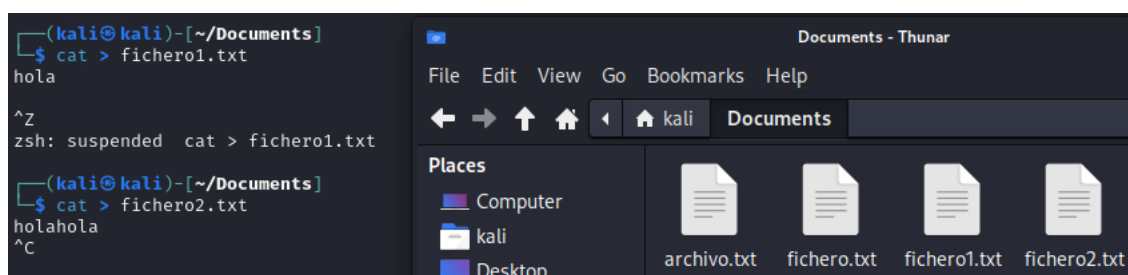 ┌──(kali㉿kali)-[~/Documents]
└─$ cat > fichero1.txt
hola
^Z
zsh: suspended  cat > fichero1.txt
┌──(kali㉿kali)-[~/Documents]
└─$ cat > fichero2.txt
holahola
^C
Documents - Thunar
File Edit View Go Bookmarks Help
kali Documents
Places
Computer
kali
Desktop
archivo.txt fichero.txt fichero1.txt fichero2.txt